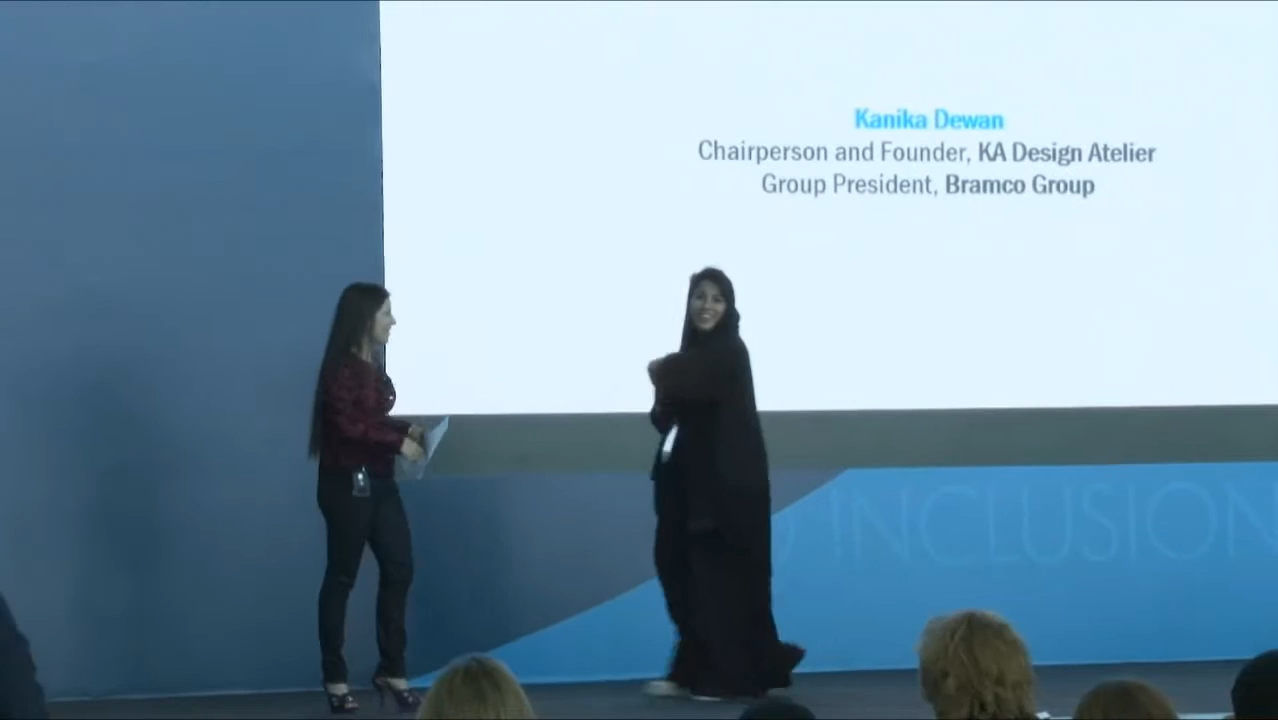 Kanika Dewan
Chairperson and Founder, KA Design Atelier
Group President, Bramco Group
INCLUSION